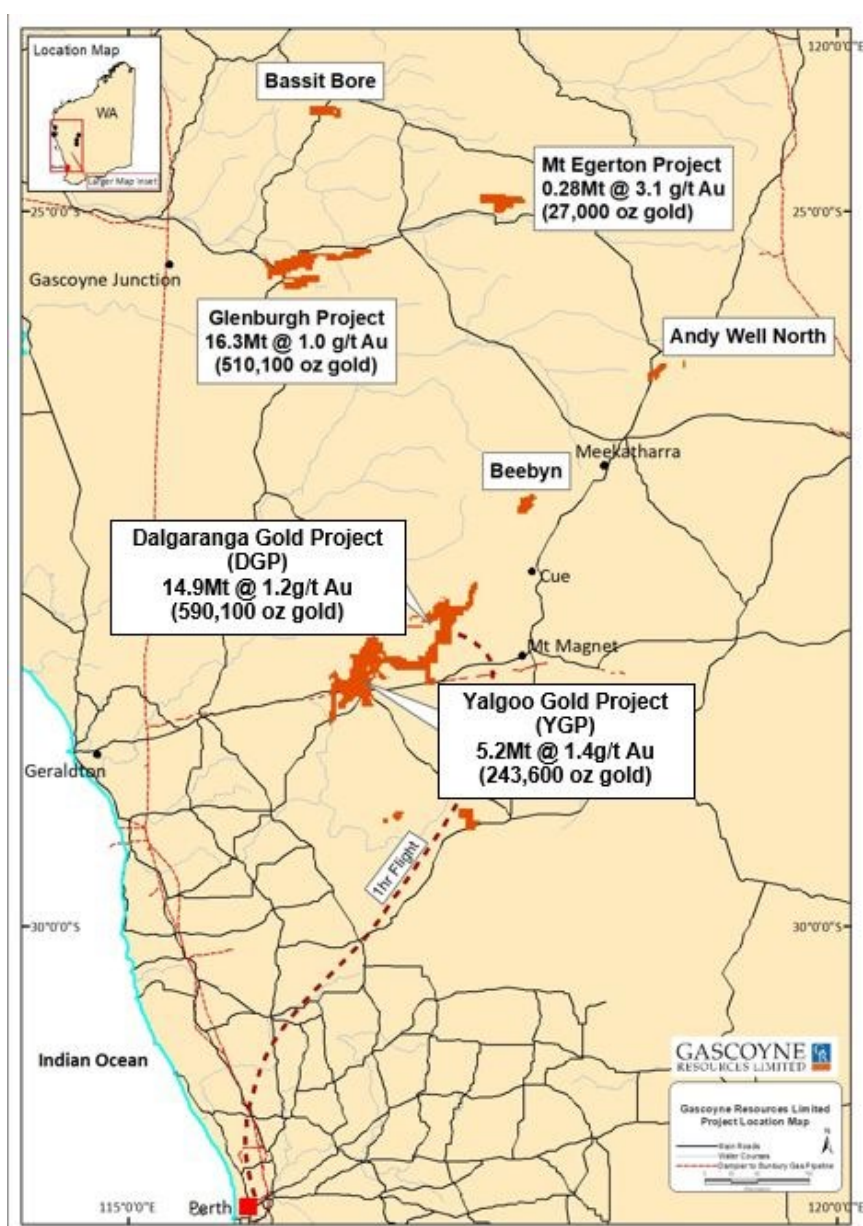 Location Map
WA
Larger Map Inset
120°0'0"E
Bassit Bore
Mt Egerton Project
0.28Mt @ 3.1 g/t Au
(27,000 oz gold)
25°0'0"S
25°0'0"S
Gascoyne Junction
Glenburgh Project
16.3Mt @ 1.0 g/t Au
(510,100 oz gold)
Andy Well North
Meekatharra
Beebyn
Dalgaranga Gold Project
(DGP)
14.9Mt @ 1.2g/t Au
(590,100 oz gold)
Cue
Mt Magnet
Yalgoo Gold Project
(YGP)
5.2Mt @ 1.4g/t Au
(243,600 oz gold)
Geraldton
1hr Flight
30°0'0"S
30°0'0"S
Indian Ocean
GASCOYNE
RESOURCES LIMITED
Gascoyne Resources Limited
Project Location Map
N
Main Roads
Water Courses
Damper to Bunbury Gas Pipeline
115°0'0"E
Perth
120°0'0"E